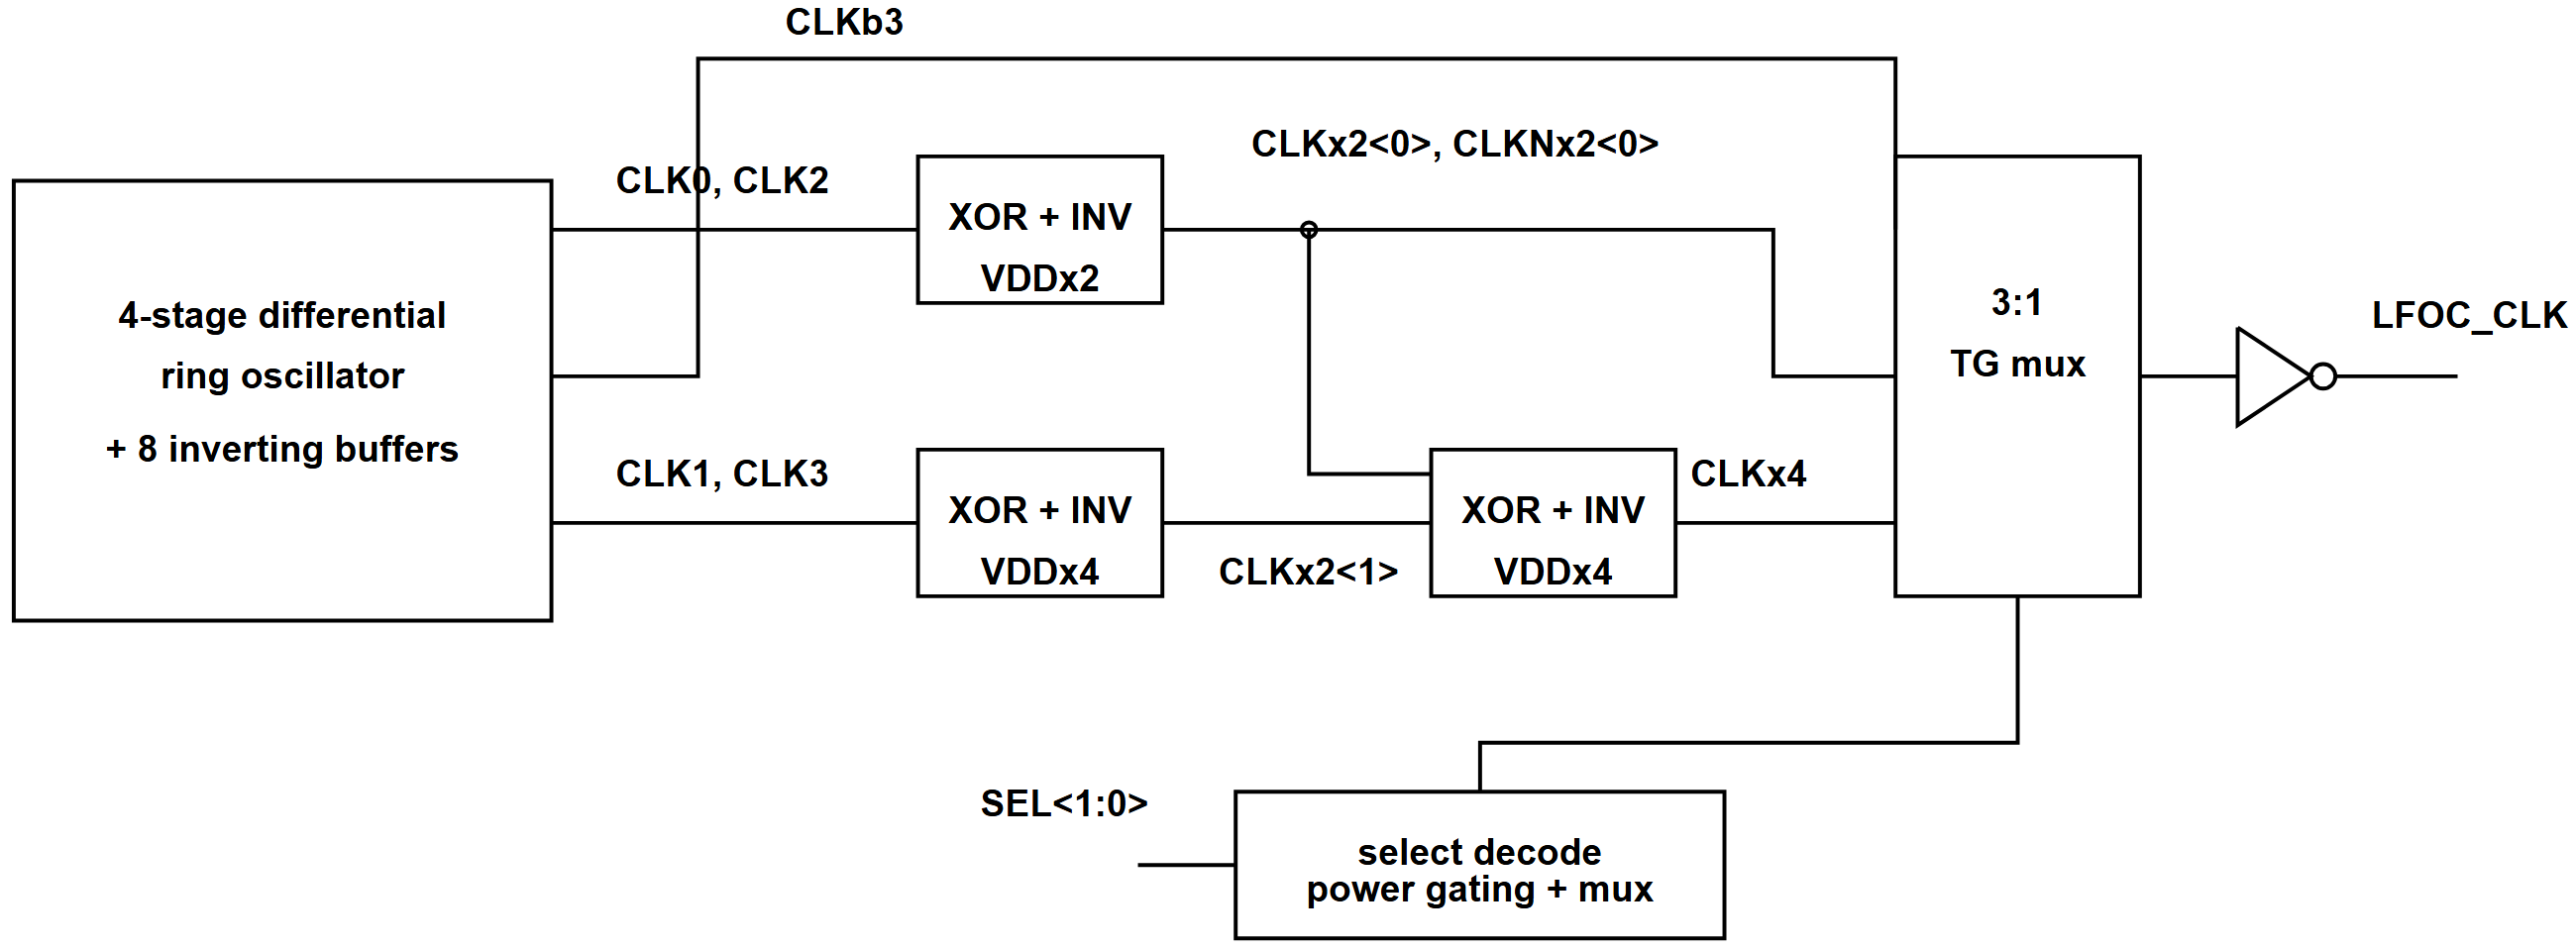 CLKb3
CLK0, CLK2
CLKx2<0>, CLKNx2<0>
XOR + INV
VDDx2
4-stage differential
ring oscillator
+ 8 inverting buffers
3:1
TG mux
LFOC_CLK
CLK1, CLK3
XOR + INV
VDDx4
CLKx2<1>
XOR + INV
VDDx4
CLKx4
SEL<1:0>
select decode
power gating + mux